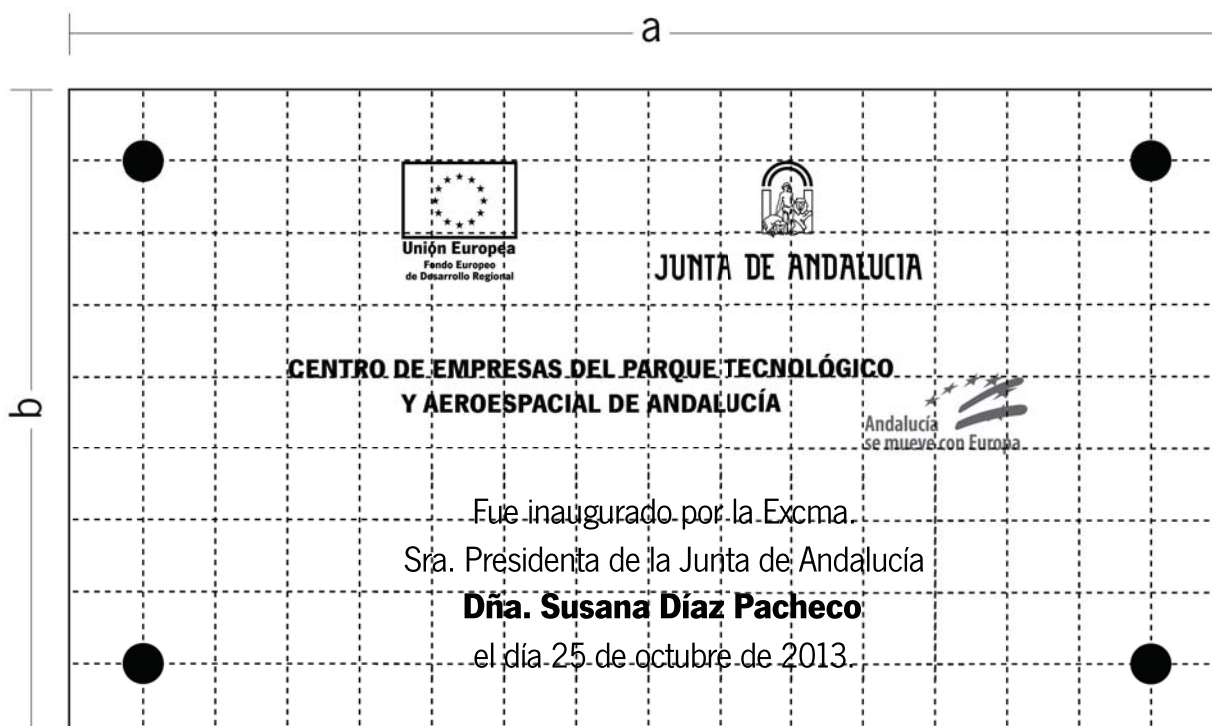 a
b
Unión Europea
Fondo Europeo
de Desarrollo Regional
JUNTA DE ANDALUCIA
CENTRO DE EMPRESAS DEL PARQUE TECNOLÓGICO
Y AEROESPACIAL DE ANDALUCÍA
Andalucía
se mueve con Europa
Fue inaugurado por la Excma.
Sra. Presidenta de la Junta de Andalucía
Dña. Susana Díaz Pacheco
el día 25 de octubre de 2013.